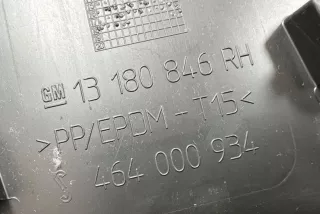 GM 13 180 846 RH
>PP/EPDM-T15<
464 000 934